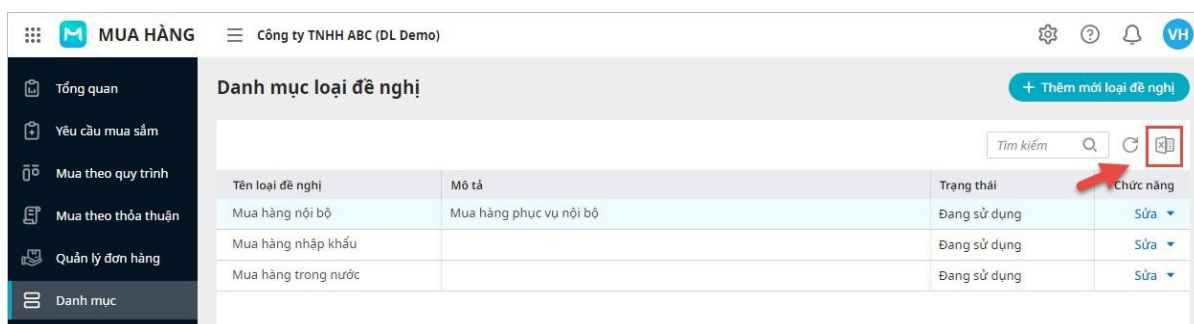 MUA HÀNG
Công ty TNHH ABC (DL Demo)
VH
Tổng quan
Yêu cầu mua sắm
Mua theo quy trình
Mua theo thỏa thuận
Quản lý đơn hàng
Danh mục
Danh mục loại đề nghị
+ Thêm mới loại đề nghị
Tìm kiếm
Tên loại đề nghị Mô tả Trạng thái Chức năng
Mua hàng nội bộ Mua hàng phục vụ nội bộ Đang sử dụng Sửa
Mua hàng nhập khẩu Đang sử dụng Sửa
Mua hàng trong nước Đang sử dụng Sửa